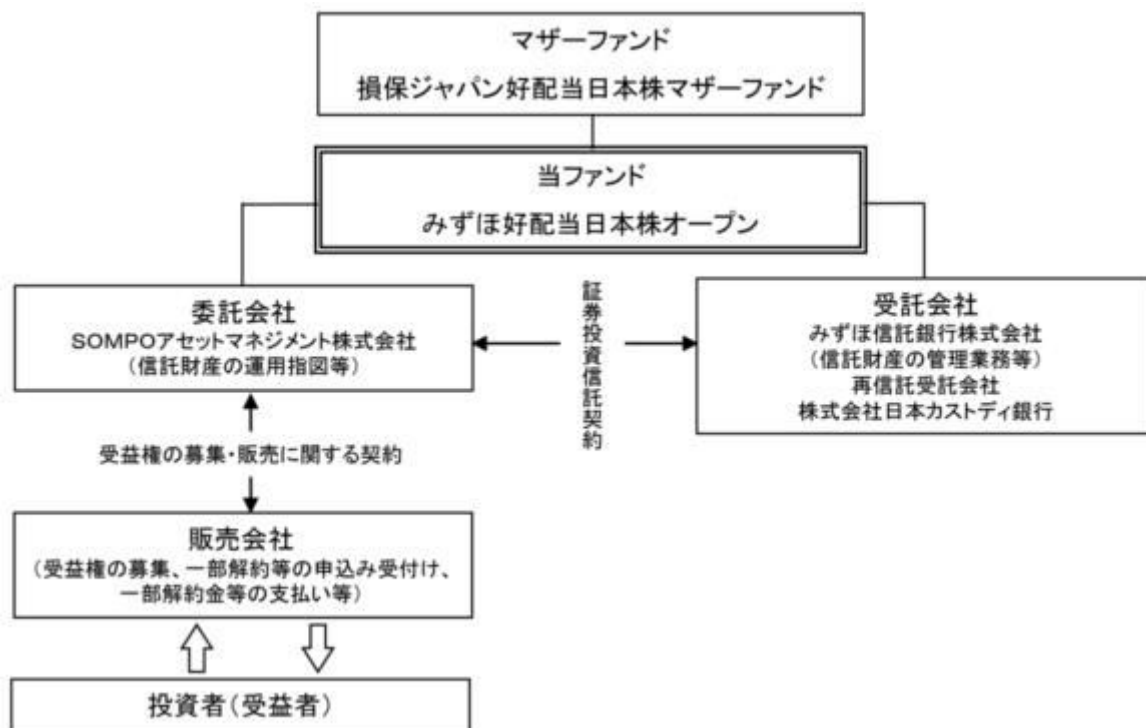 マザーファンド
損保ジャパン好配当日本株マザーファンド
当ファンド
みずほ好配当日本株オープン
委託会社
SOMPOアセットマネジメント株式会社
（信託財産の運用指図等）
証券投資信託契約
受託会社
みずほ信託銀行株式会社
（信託財産の管理業務等）
再信託受託会社
株式会社日本カストディ銀行
受益権の募集・販売に関する契約
販売会社
（受益権の募集、一部解約等の申込み受付け、
一部解約金等の支払い等）
投資者（受益者）